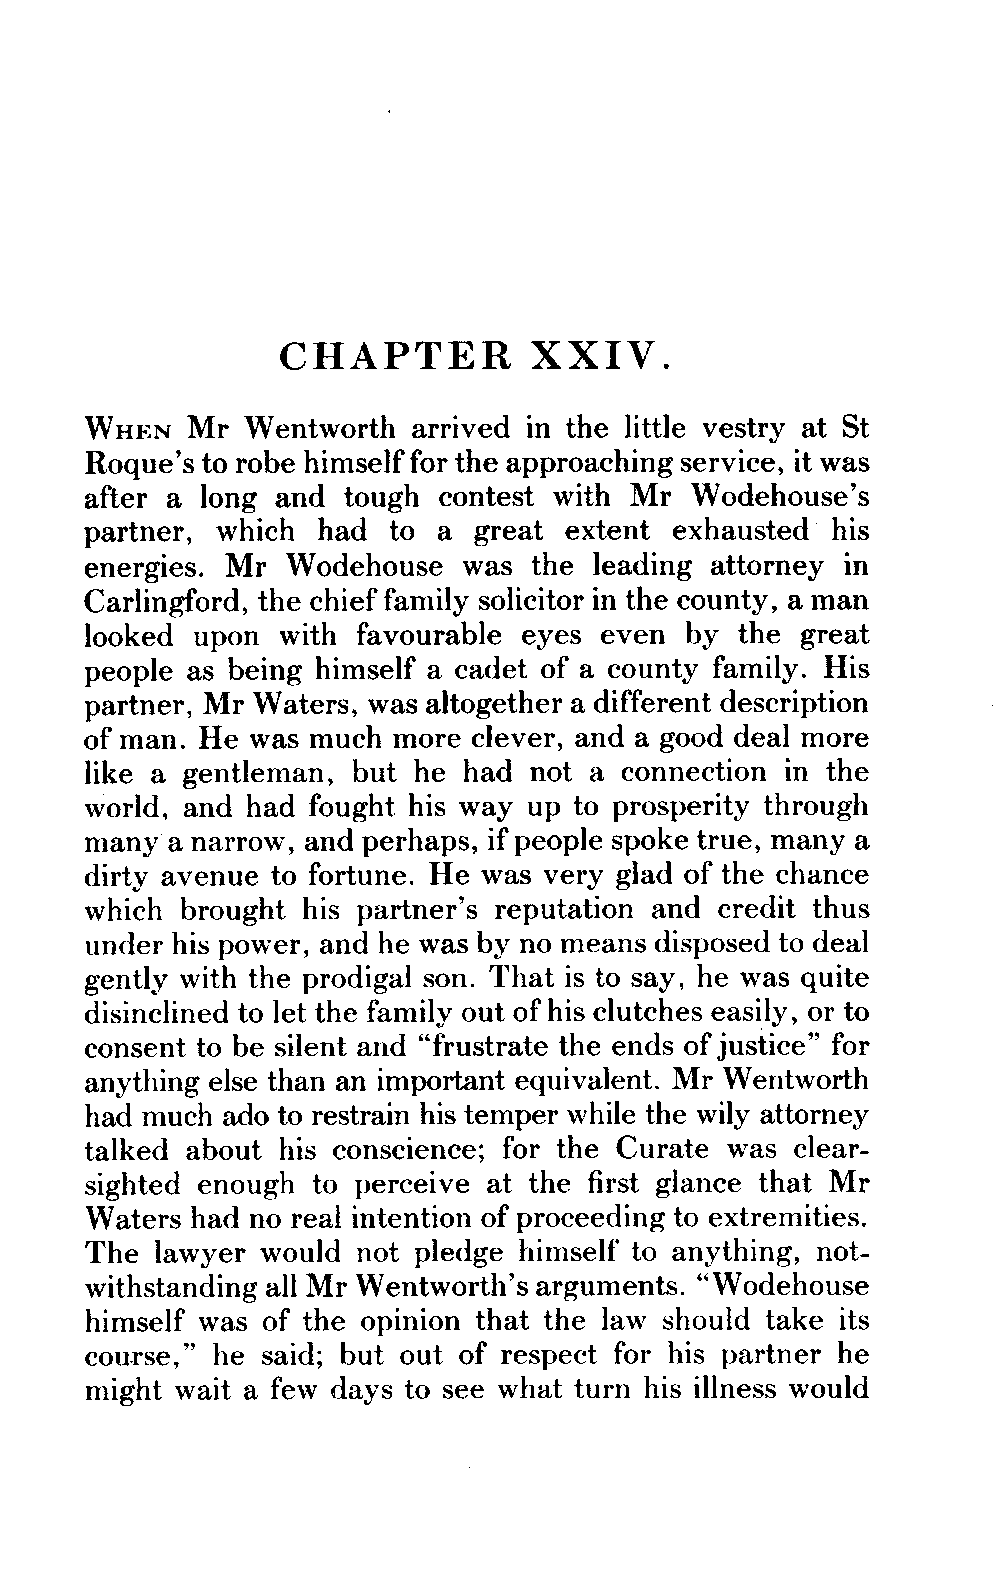 CHAPTER XXIV.
WHEN Mr Wentworth arrived in the little vestry at St
Roque's to robe himself for the approaching service, it was
after a long and tough contest with Mr Wodehouse's
partner, which had to a great extent exhausted his
energies. Mr Wodehouse was the leading attorney in
Carlingford, the chief family solicitor in the county, a man
looked upon with favourable eyes even by the great
people as being himself a cadet of a county family. His
partner, Mr Waters, was altogether a different description
of man. He was much more clever, and a good deal more
like a gentleman, but he had not a connection in the
world, and had fought his way up to prosperity through
many a narrow, and perhaps, if people spoke true, many a
dirty avenue to fortune. He was very glad of the chance
which brought his partner's reputation and credit thus
under his power, and he was by no means disposed to deal
gently with the prodigal son. That is to say, he was quite
disinclined to let the family out of his clutches easily, or to
consent to be silent and “frustrate the ends of justice” for
anything else than an important equivalent. Mr Wentworth
had much ado to restrain his temper while the wily attorney
talked about his conscience; for the Curate was clear-
sighted enough to perceive at the first glance that Mr
Waters had no real intention of proceeding to extremities.
The lawyer would not pledge himself to anything, not-
withstanding all Mr Wentworth's arguments. “Wodehouse
himself was of the opinion that the law should take its
course,” he said; but out of respect for his partner he
might wait a few days to see what turn his illness would